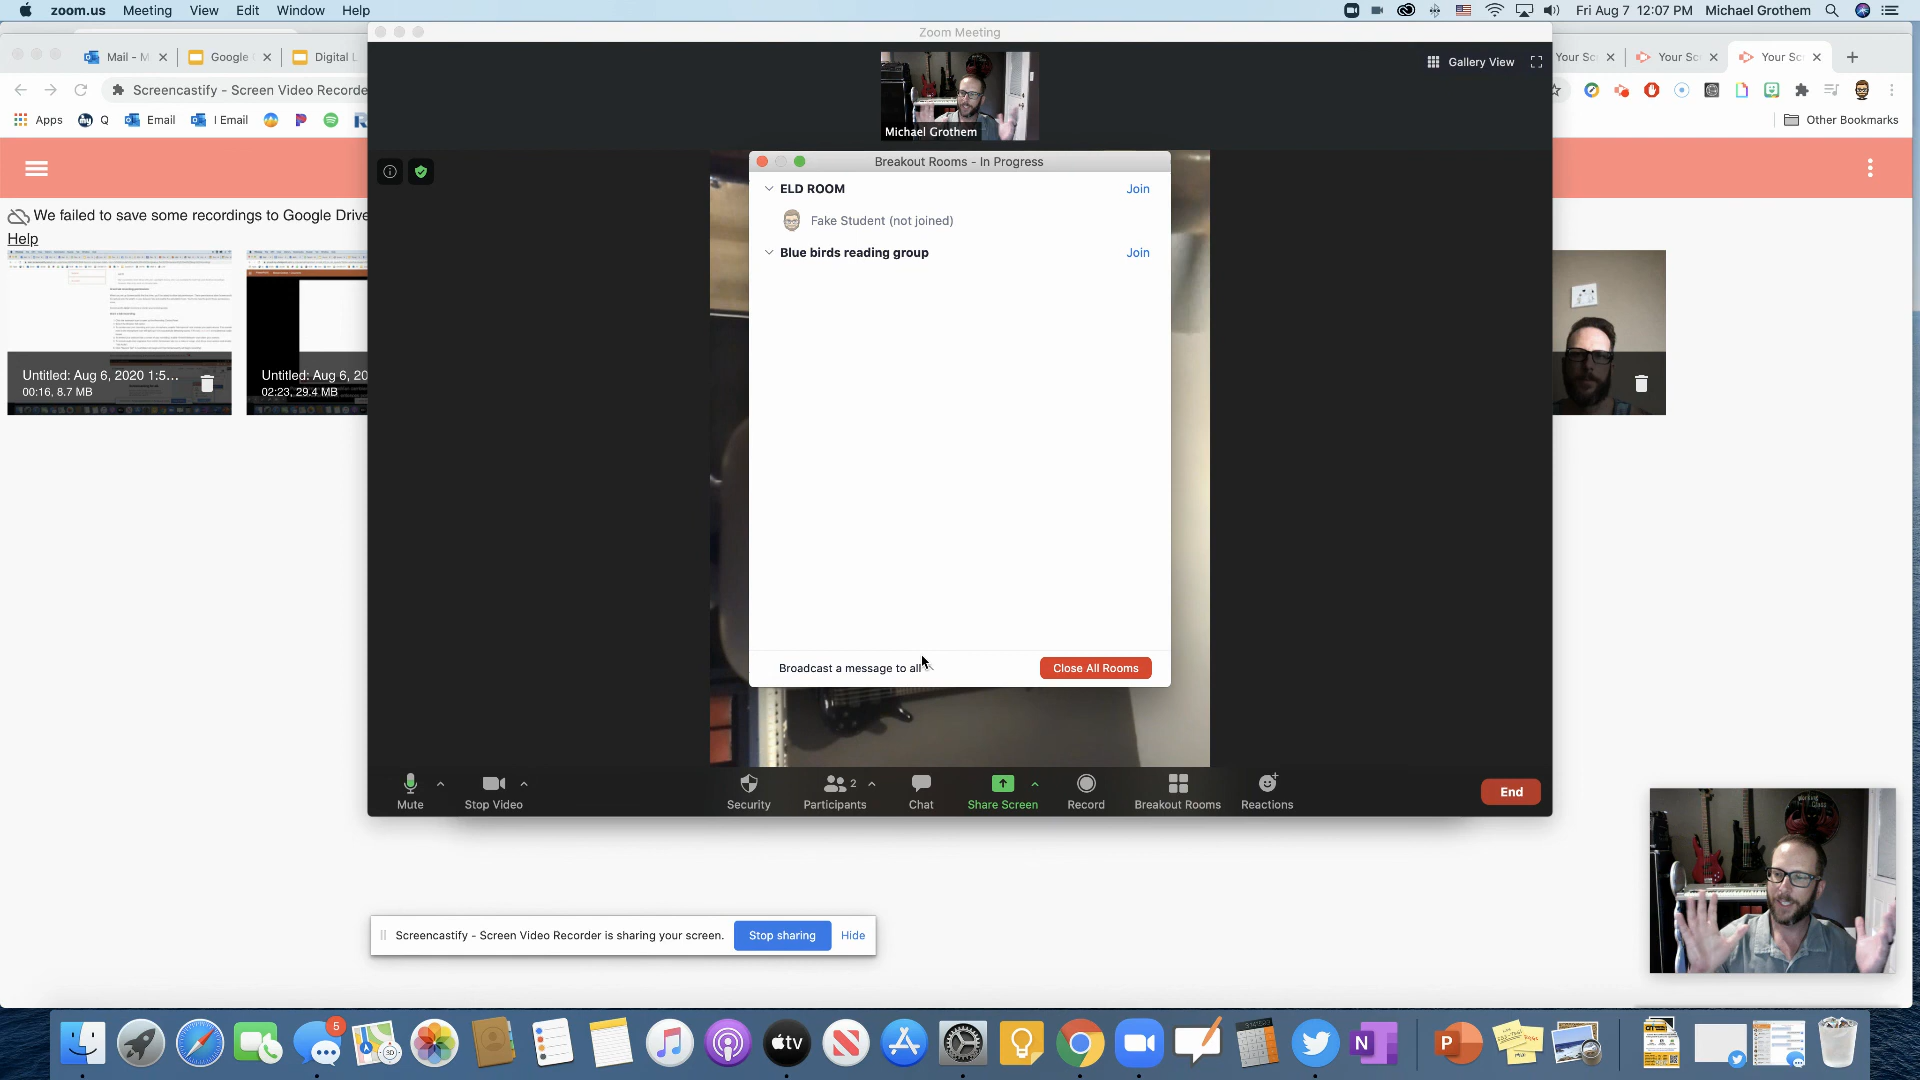 zoom.us Meeting View Edit Window Help
Fri Aug 7 12:07 PM Michael Grothem
Zoom Meeting
Mail - M
Google
Digital L
Your Sc
Your Sc
Your Sc
Gallery View
Screencastify - Screen Video Recorde
Apps
Q
Email
I Email
Other Bookmarks
Michael Grothem
Breakout Rooms - In Progress
ELD ROOM Join
Fake Student (not joined)
Blue birds reading group Join
We failed to save some recordings to Google Drive
Help
Untitled: Aug 6, 2020 1:5...
00:16, 8.7 MB
Untitled: Aug 6, 20
02:23, 29.4 MB
Broadcast a message to all
Close All Rooms
Mute
Stop Video
Security
2
Participants
Chat
Share Screen
Record
Breakout Rooms
Reactions
End
Screencastify - Screen Video Recorder is sharing your screen. Stop sharing Hide
5
3D
tv
N
P